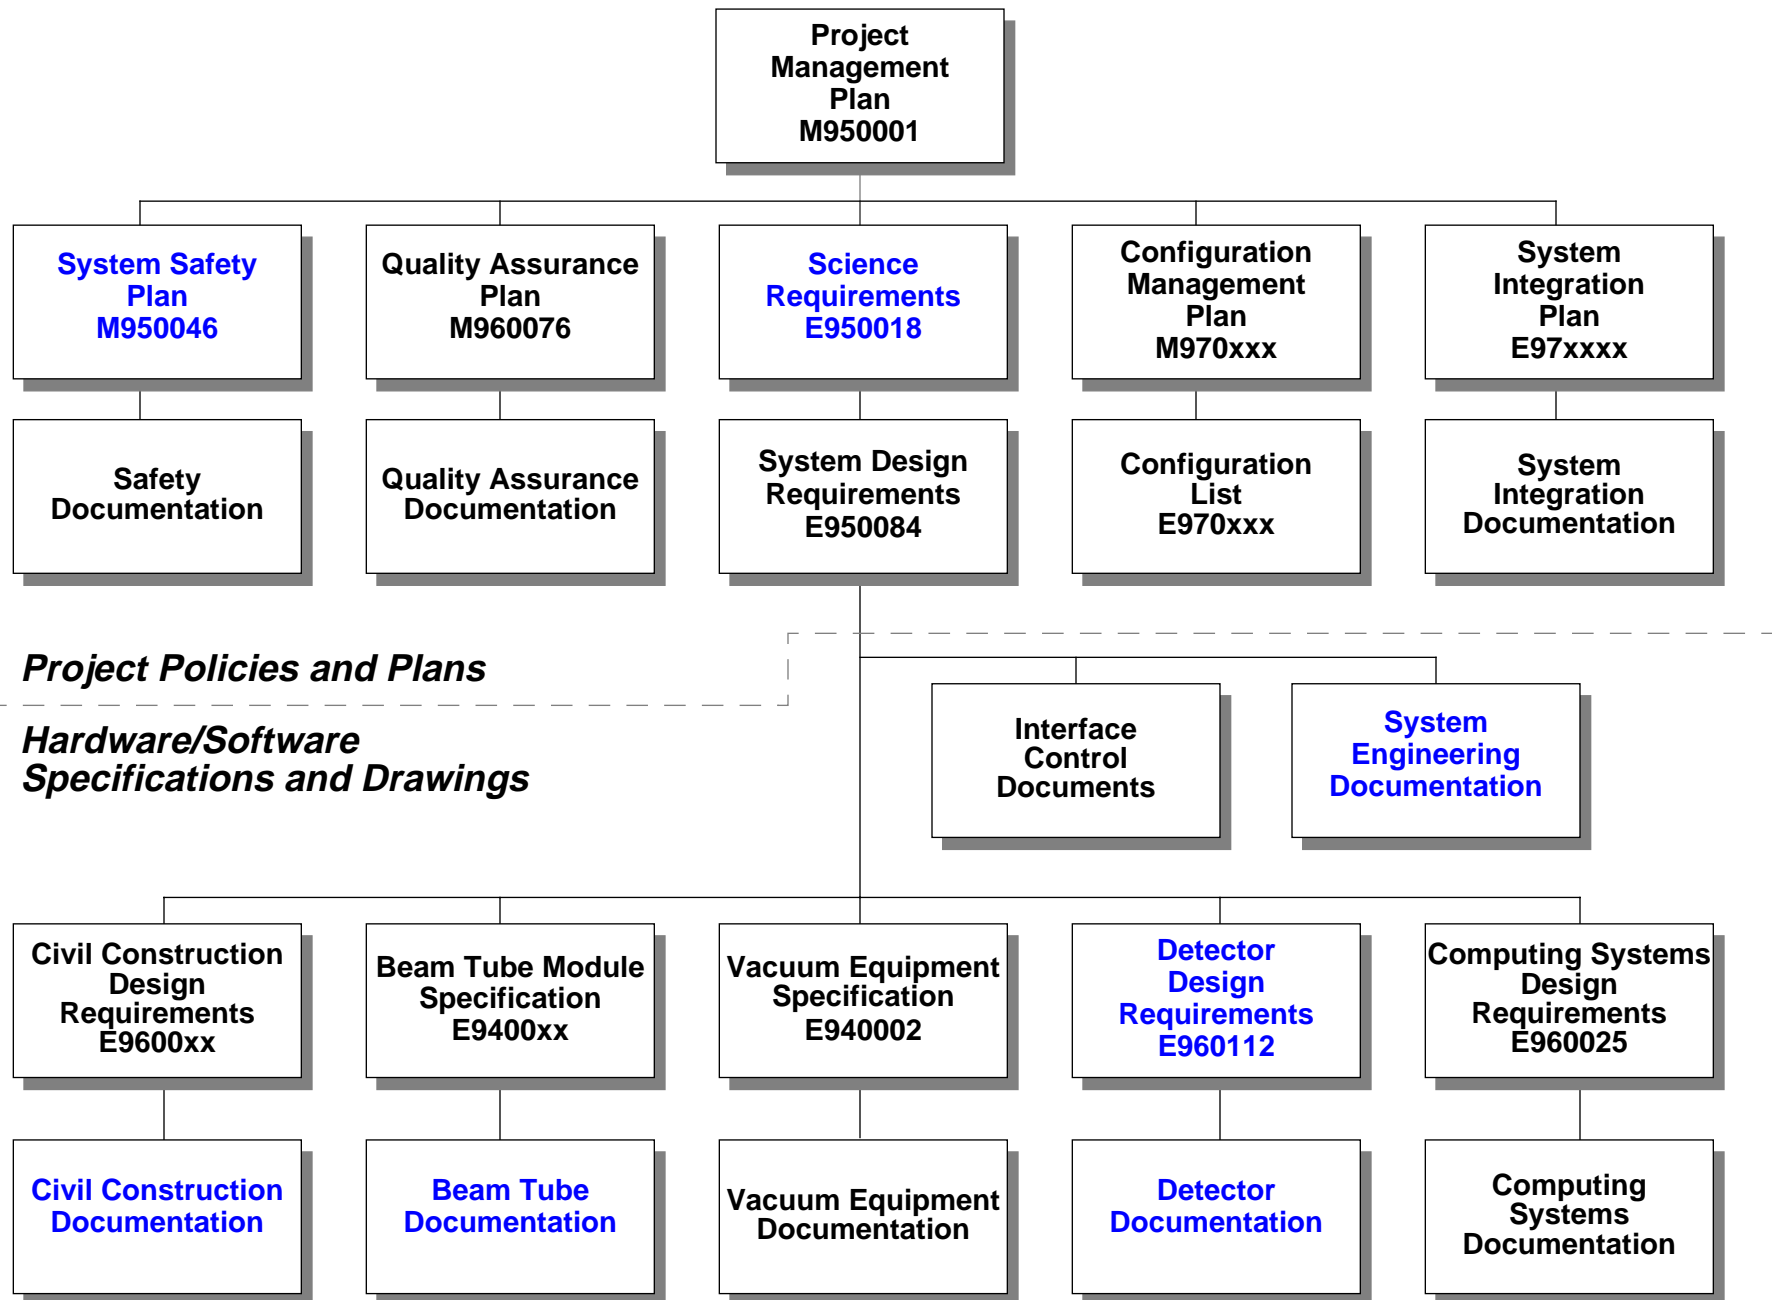 Project
Management
Plan
M950001
System Safety
Plan
M950046
Quality Assurance
Plan
M960076
Science
Requirements
E950018
Configuration
Management
Plan
M970xxx
System
Integration
Plan
E97xxxx
Safety
Documentation
Quality Assurance
Documentation
System Design
Requirements
E950084
Configuration
List
E970xxx
System
Integration
Documentation
Project Policies and Plans
Hardware/Software
Specifications and Drawings
Interface
Control
Documents
System
Engineering
Documentation
Civil Construction
Design
Requirements
E9600xx
Beam Tube Module
Specification
E9400xx
Vacuum Equipment
Specification
E940002
Detector
Design
Requirements
E960112
Computing Systems
Design
Requirements
E960025
Civil Construction
Documentation
Beam Tube
Documentation
Vacuum Equipment
Documentation
Detector
Documentation
Computing
Systems
Documentation